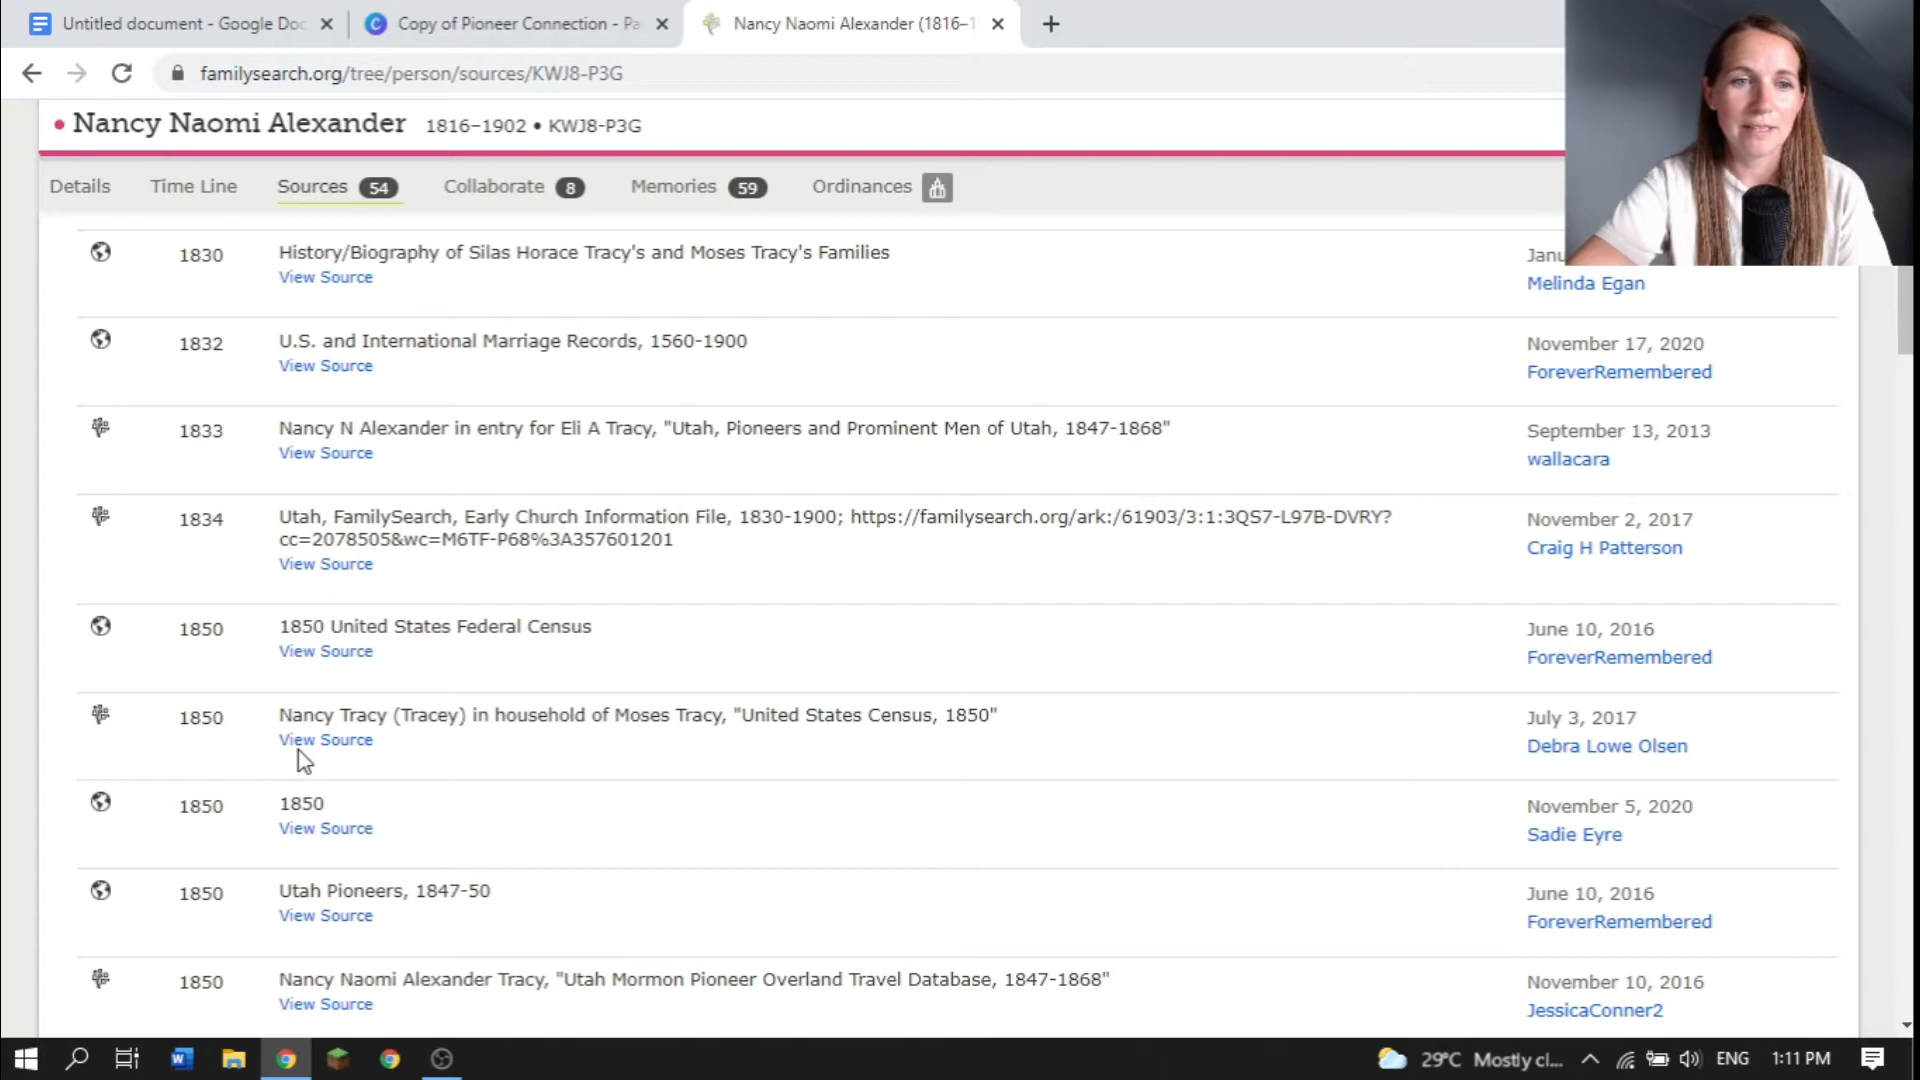 Untitled document - Google Doc
Copy of Pioneer Connection - Pa
Nancy Naomi Alexander (1816–1
familysearch.org/tree/person/sources/KWJ8-P3G
Nancy Naomi Alexander 1816–1902 • KWJ8-P3G
Details Time Line Sources 54 Collaborate 8 Memories 59 Ordinances
1830 History/Biography of Silas Horace Tracy's and Moses Tracy's Families Janu
View Source Melinda Egan
1832 U.S. and International Marriage Records, 1560-1900 November 17, 2020
View Source ForeverRemembered
1833 Nancy N Alexander in entry for Eli A Tracy, "Utah, Pioneers and Prominent Men of Utah, 1847-1868" September 13, 2013
View Source wallacara
1834 Utah, FamilySearch, Early Church Information File, 1830-1900; https://familysearch.org/ark:/61903/3:1:3QS7-L97B-DVRY? November 2, 2017
cc=2078505&wc=M6TF-P68%3A357601201 Craig H Patterson
View Source
1850 1850 United States Federal Census June 10, 2016
View Source ForeverRemembered
1850 Nancy Tracy (Tracey) in household of Moses Tracy, "United States Census, 1850" July 3, 2017
View Source Debra Lowe Olsen
1850 1850 November 5, 2020
View Source Sadie Eyre
1850 Utah Pioneers, 1847-50 June 10, 2016
View Source ForeverRemembered
1850 Nancy Naomi Alexander Tracy, "Utah Mormon Pioneer Overland Travel Database, 1847-1868" November 10, 2016
View Source JessicaConner2
29°C Mostly cl... ENG 1:11 PM